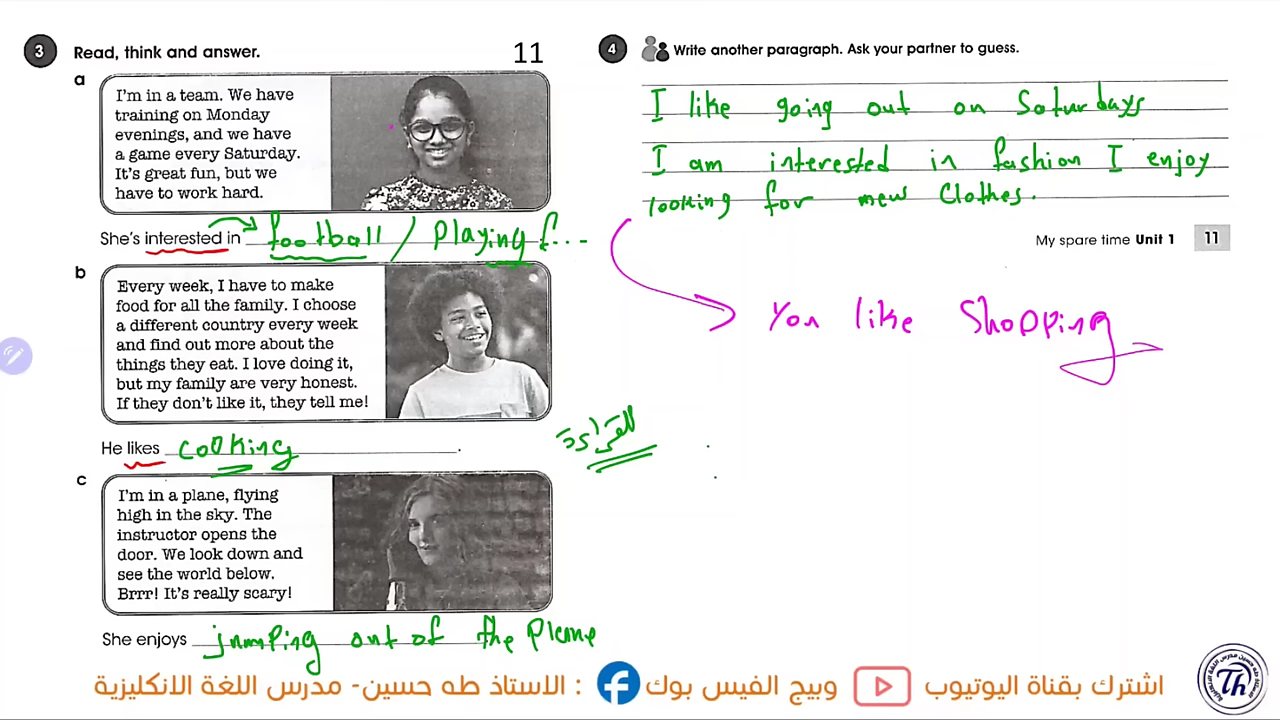 3 Read, think and answer.
11
a
I'm in a team. We have
training on Monday
evenings, and we have
a game every Saturday.
It's great fun, but we
have to work hard.
She's interested in football / Playing f...
b
Every week, I have to make
food for all the family. I choose
a different country every week
and find out more about the
things they eat. I love doing it,
but my family are very honest.
If they don't like it, they tell me!
He likes cooking.
c
I'm in a plane, flying
high in the sky. The
instructor opens the
door. We look down and
see the world below.
Brrr! It's really scary!
She enjoys jumping out of the Plane
4 Write another paragraph. Ask your partner to guess.
I like going out on Saturdays
I am interested in fashion I enjoy
looking for new Clothes.
My spare time Unit 1 11
You like Shopping
اشترك بقناة اليوتيوب وبيج الفيس بوك : الاستاذ طه حسين- مدرس اللغة الانكليزية
Th